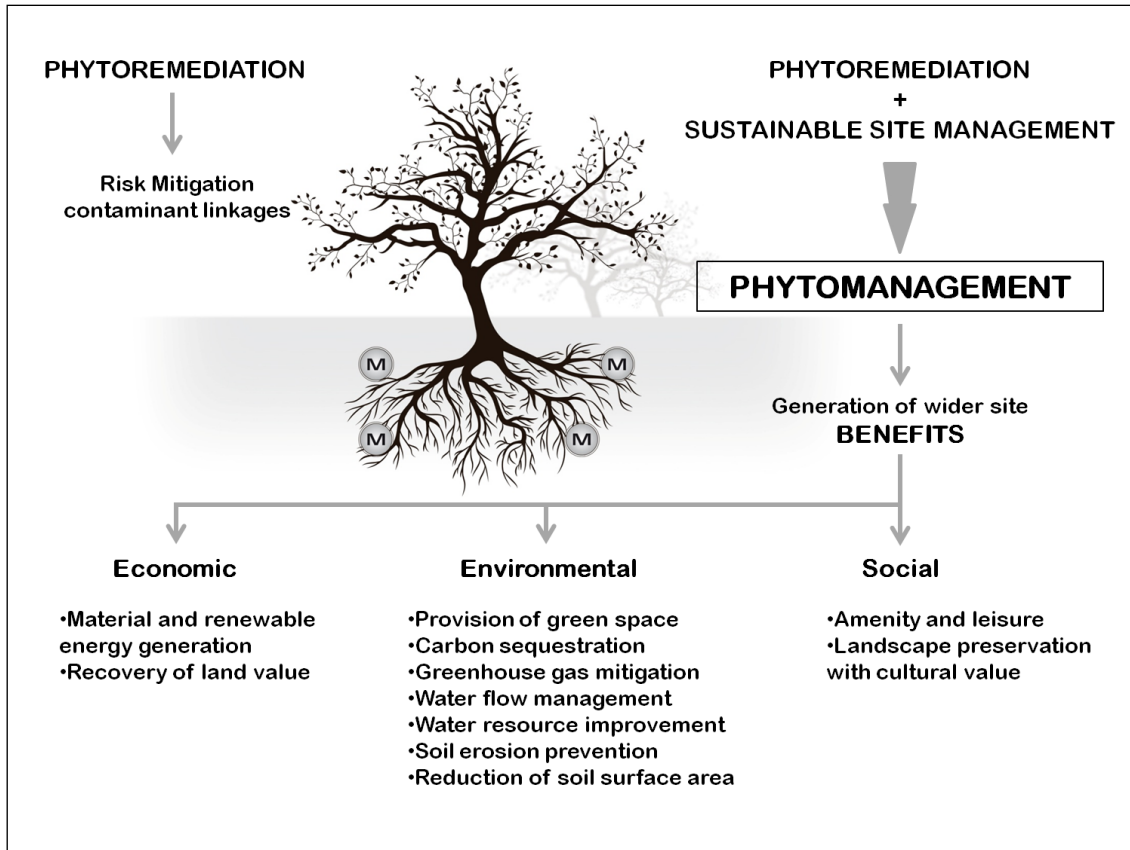 PHYTOREMEDIATION
Risk Mitigation
contaminant linkages
PHYTOREMEDIATION
+
SUSTAINABLE SITE MANAGEMENT
PHYTOMANAGEMENT
Generation of wider site
BENEFITS
M
M
M
M
Economic
•Material and renewable
energy generation
•Recovery of land value
Environmental
•Provision of green space
•Carbon sequestration
•Greenhouse gas mitigation
•Water flow management
•Water resource improvement
•Soil erosion prevention
•Reduction of soil surface area
Social
•Amenity and leisure
•Landscape preservation
with cultural value